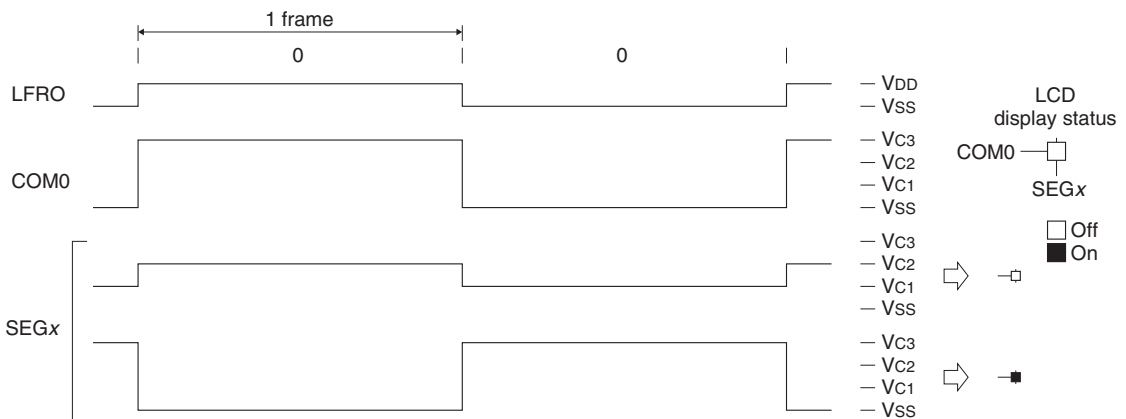 1 frame
0 0
LFRO
VDD
VSS
LCD
display status
COM0
VC3
VC2
VC1
VSS
COM0
SEGx
Off
On
SEGx
VC3
VC2
VC1
VSS
VC3
VC2
VC1
VSS